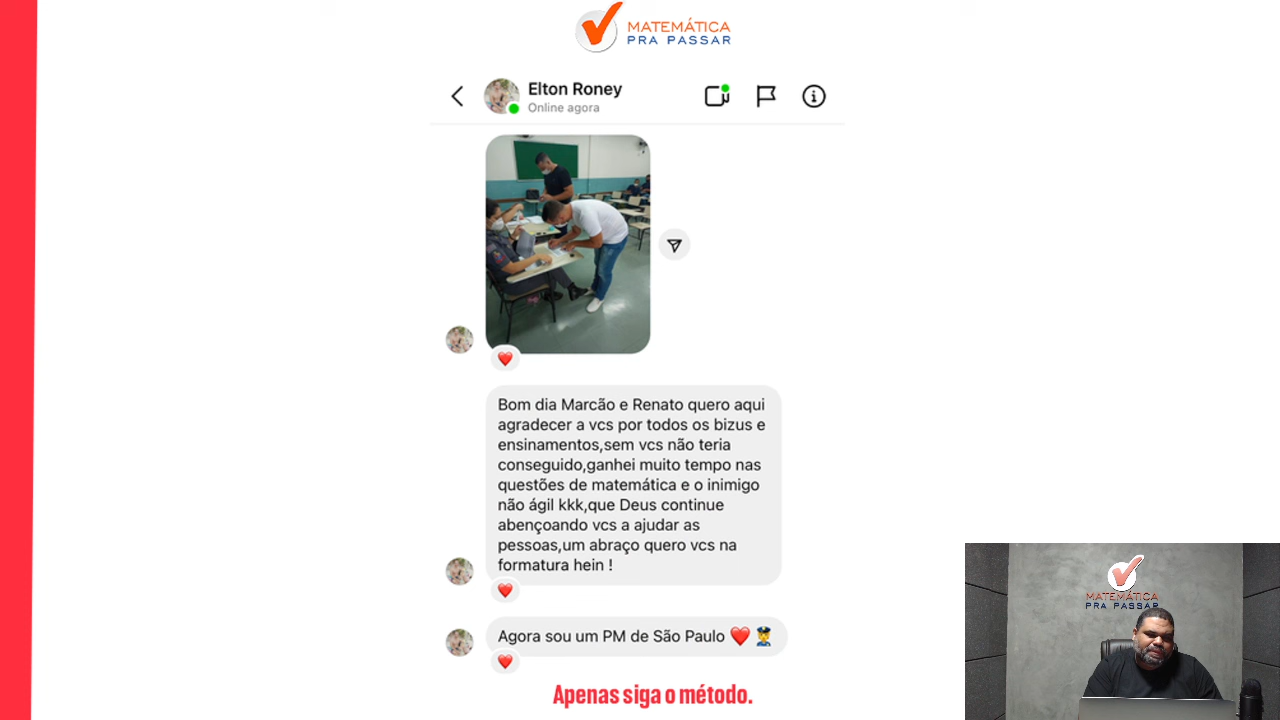 MATEMÁTICA
PRA PASSAR
Elton Roney
Online agora
Bom dia Marcão e Renato quero aqui
agradecer a vcs por todos os bizus e
ensinamentos,sem vcs não teria
conseguido,ganhei muito tempo nas
questões de matemática e o inimigo
não ágil kkk,que Deus continue
abençoando vcs a ajudar as
pessoas,um abraço quero vcs na
formatura hein !
Agora sou um PM de São Paulo ❤️ 👮
Apenas siga o método.
MATEMÁTICA
PRA PASSAR